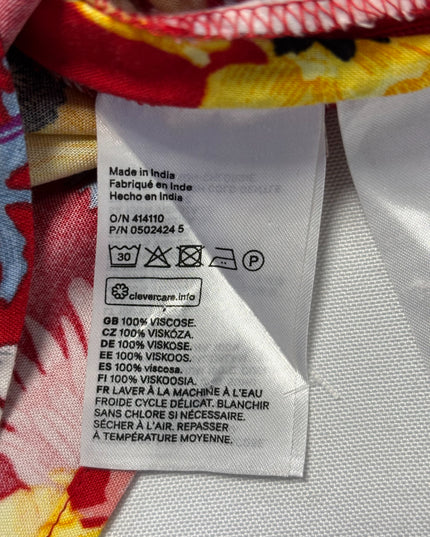 Made in India
Fabriqué en Inde
Hecho en India
O/N 414110
P/N 0502424 5
30 P
clevercare.info
GB 100% VISCOSE.
CZ 100% VISKÓZA.
DE 100% VISKOSE.
EE 100% VISKOOS.
ES 100% viscosa.
FI 100% VISKOOSIA.
FR LAVER À LA MACHINE À L'EAU
FROIDE CYCLE DÉLICAT. BLANCHIR
SANS CHLORE SI NÉCESSAIRE.
SÉCHER À L'AIR. REPASSER
À TEMPÉRATURE MOYENNE.